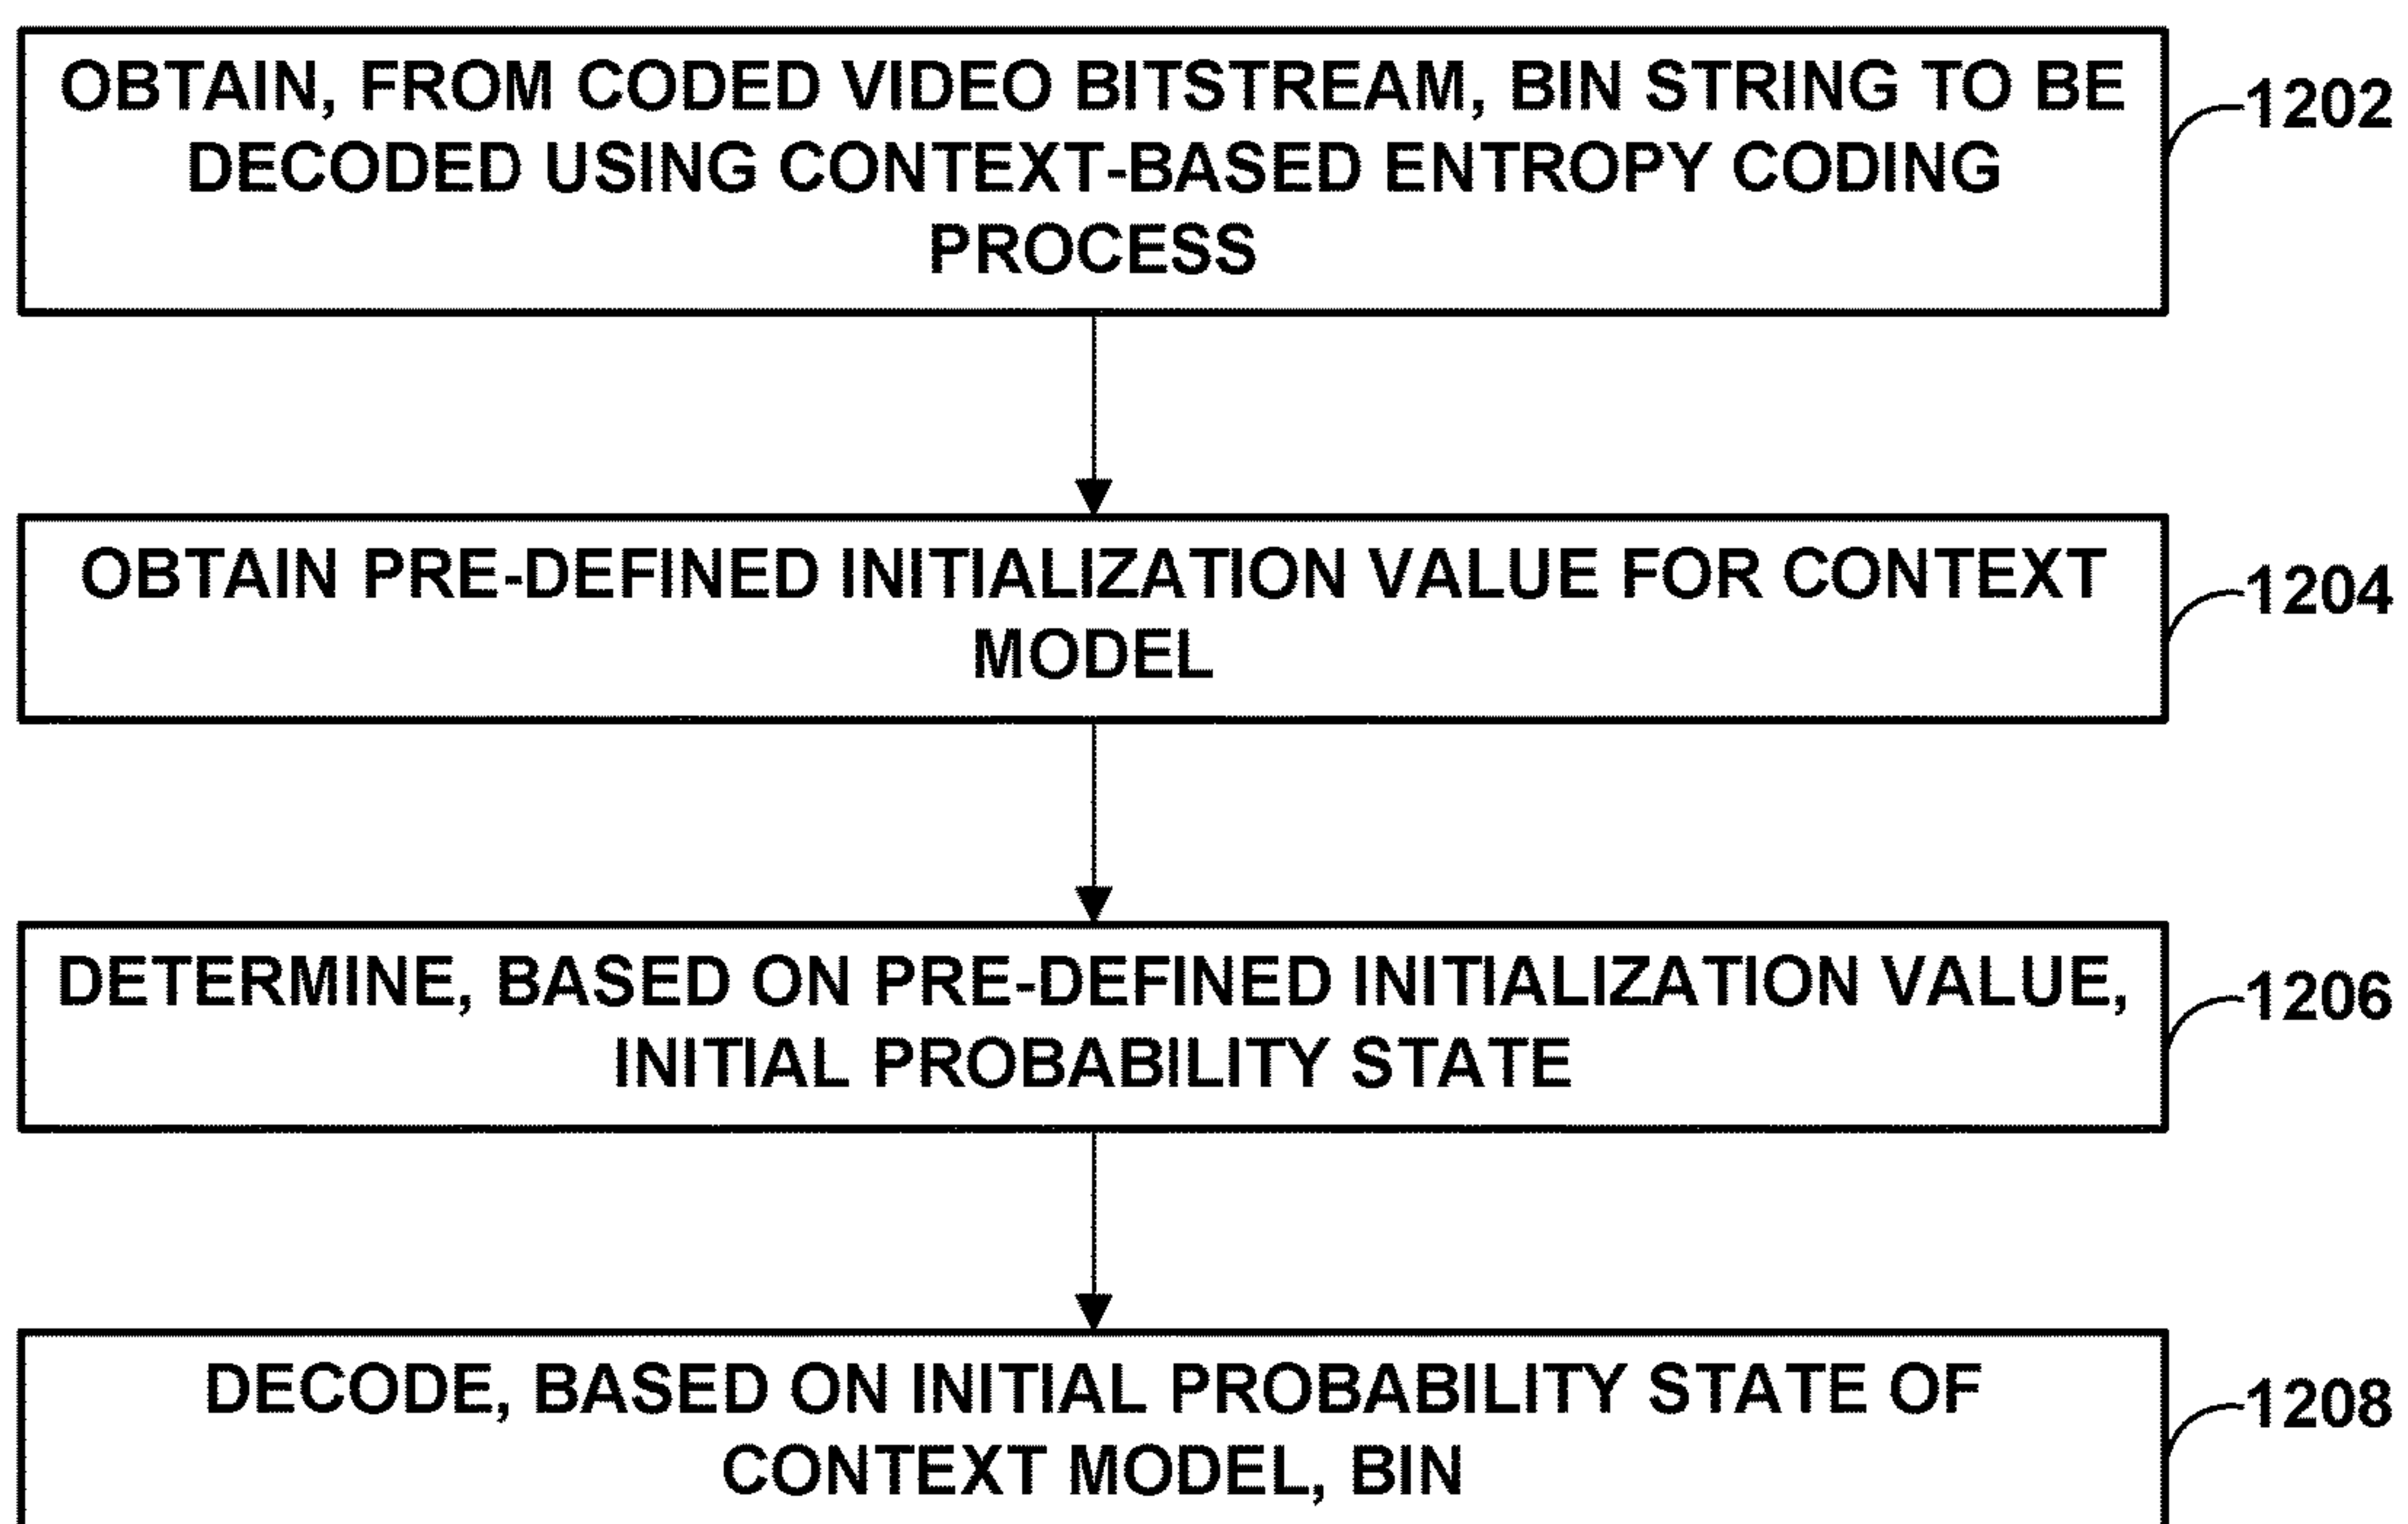 OBTAIN, FROM CODED VIDEO BITSTREAM, BIN STRING TO BE
DECODED USING CONTEXT-BASED ENTROPY CODING
PROCESS
1202
OBTAIN PRE-DEFINED INITIALIZATION VALUE FOR CONTEXT
MODEL
1204
DETERMINE, BASED ON PRE-DEFINED INITIALIZATION VALUE,
INITIAL PROBABILITY STATE
1206
DECODE, BASED ON INITIAL PROBABILITY STATE OF
CONTEXT MODEL, BIN
1208